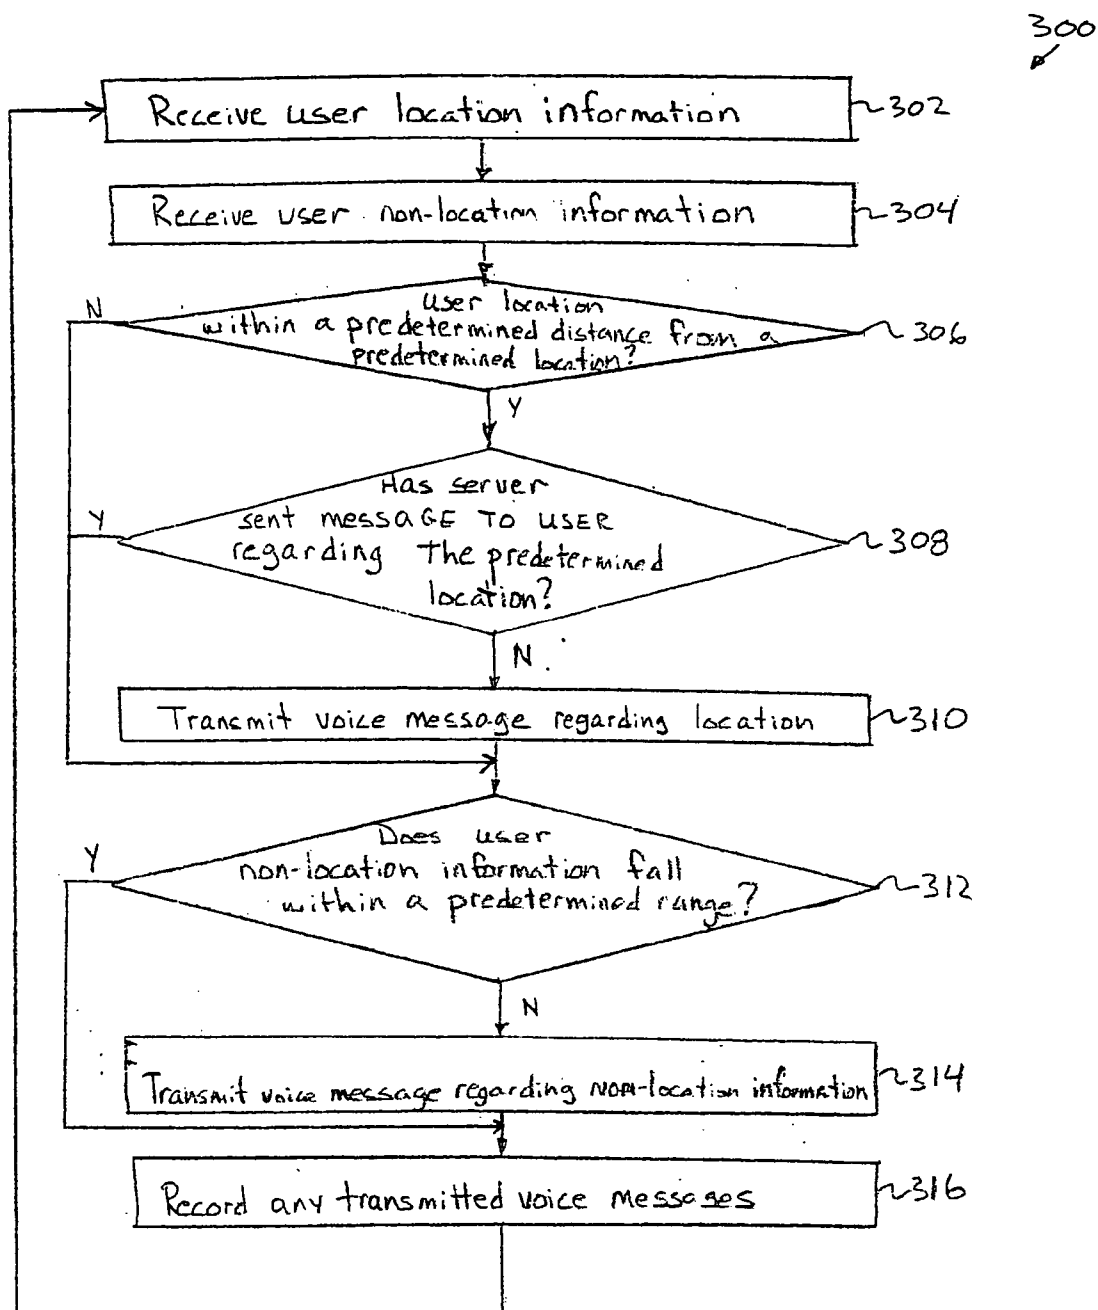 300
Receive user location information
302
Receive user non-location information
304
N
user location
within a predetermined distance from a
predetermined location?
306
Y
Has server
sent messAGE TO USER
regarding The predetermined
location?
Y
308
N
Transmit voice message regarding location
310
Does user
non-location information fall
within a predetermined range?
Y
312
N
Transmit voice message regarding NON-location information
314
Record any transmitted voice messages
316